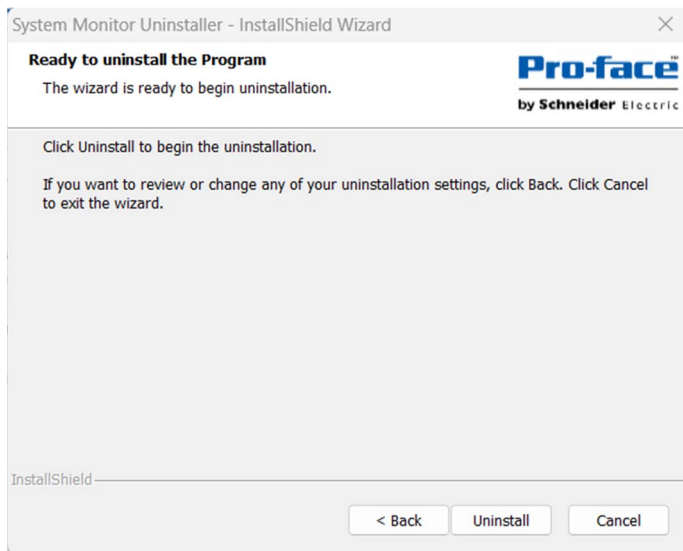 System Monitor Uninstaller - InstallShield Wizard
Ready to uninstall the Program
The wizard is ready to begin uninstallation.
Pro-face
by Schneider Electric
Click Uninstall to begin the uninstallation.
If you want to review or change any of your uninstallation settings, click Back. Click Cancel
to exit the wizard.
InstallShield
< Back
Uninstall
Cancel